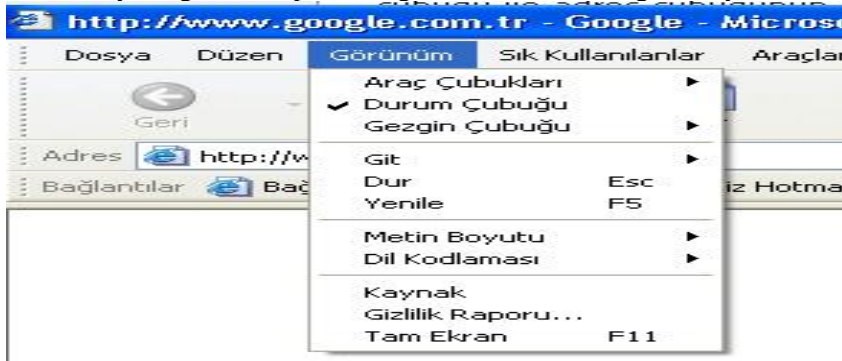 http://www.google.com.tr - Google - Microso
Dosya Düzen Görünüm Sık Kullanılanlar Araçlar
Geri
Adres http://w
Bağlantılar Bağ iz Hotma
Araç Çubukları
Durum Çubuğu
Gezgin Çubuğu
Git
Dur Esc
Yenile F5
Metin Boyutu
Dil Kodlaması
Kaynak
Gizlilik Raporu...
Tam Ekran F11